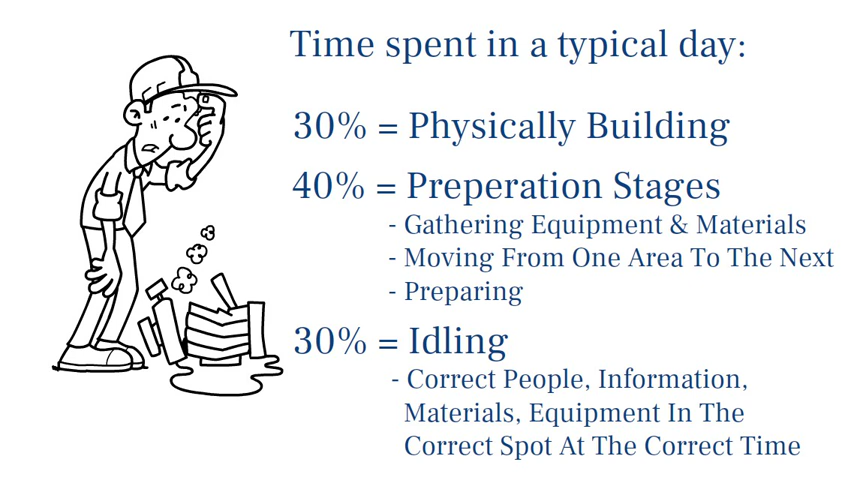 Time spent in a typical day:
30% = Physically Building
40% = Preperation Stages
- Gathering Equipment & Materials
- Moving From One Area To The Next
- Preparing
30% = Idling
- Correct People, Information,
Materials, Equipment In The
Correct Spot At The Correct Time